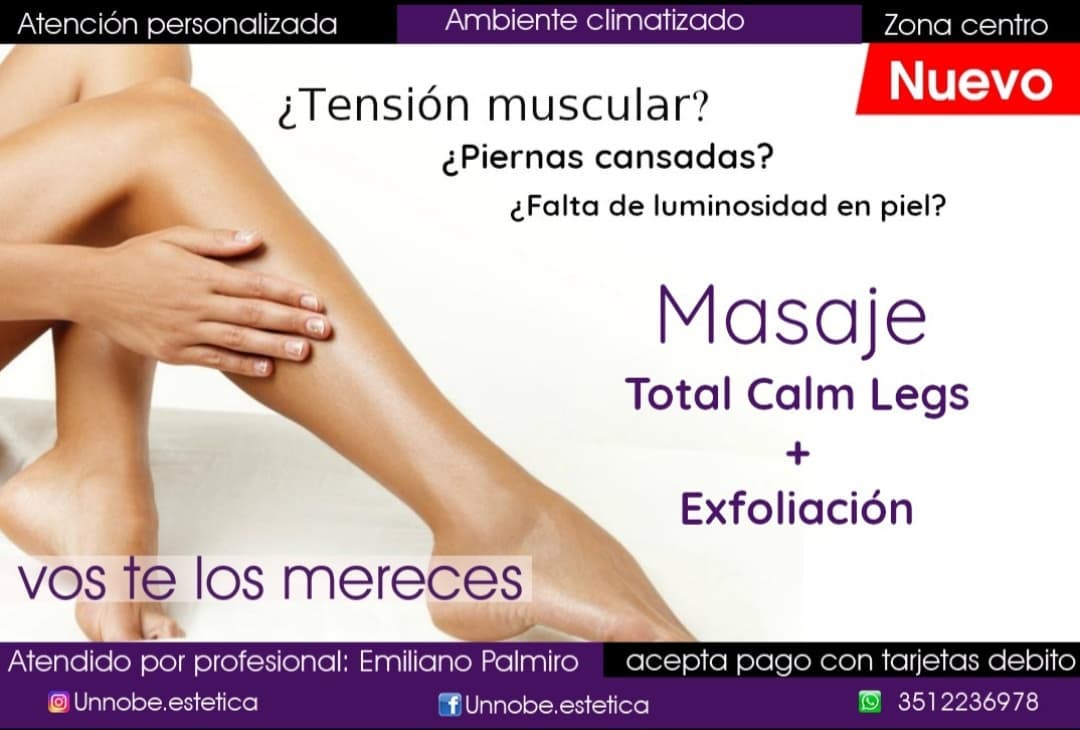 Atención personalizada
Ambiente climatizado
Zona centro
Nuevo
¿Tensión muscular?
¿Piernas cansadas?
¿Falta de luminosidad en piel?
Masaje
Total Calm Legs
+
Exfoliación
vos te los mereces
Atendido por profesional: Emiliano Palmiro
acepta pago con tarjetas debito
Unnobe.estetica
Unnobe.estetica
3512236978